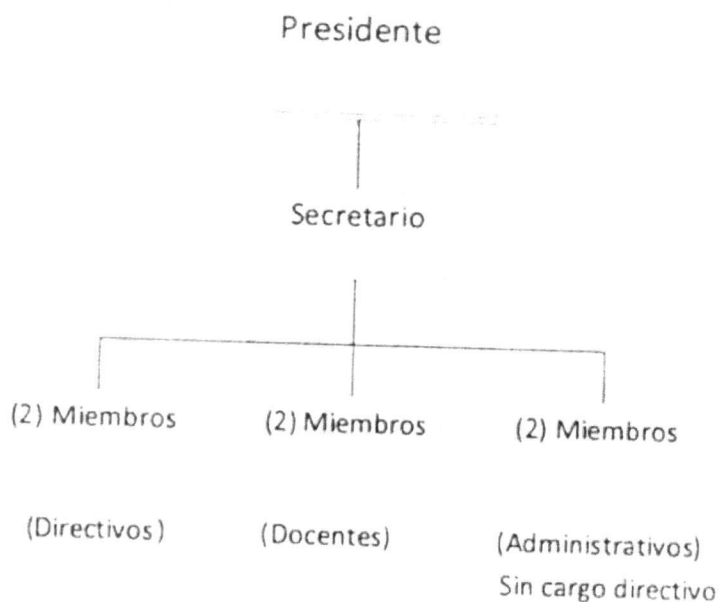 Presidente
Secretario
(2) Miembros (2) Miembros (2) Miembros
(Directivos) (Docentes) (Administrativos)
Sin cargo directivo